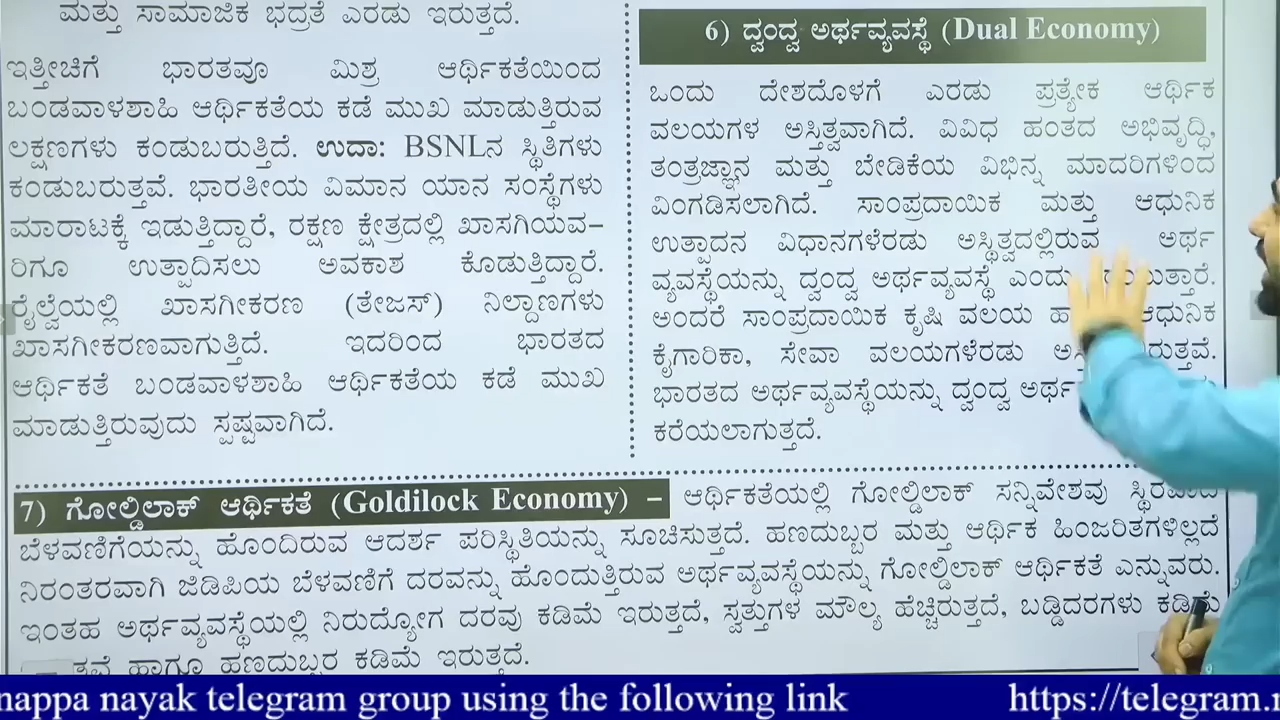 ಮತ್ತು ಸಾಮಾಜಿಕ ಭದ್ರತೆ ಎರಡು ಇರುತ್ತದೆ.
ಇತ್ತೀಚಿಗೆ ಭಾರತವೂ ಮಿಶ್ರ ಆರ್ಥಿಕತೆಯಿಂದ
ಬಂಡವಾಳಶಾಹಿ ಆರ್ಥಿಕತೆಯ ಕಡೆ ಮುಖ ಮಾಡುತ್ತಿರುವ
ಲಕ್ಷಣಗಳು ಕಂಡುಬರುತ್ತಿದೆ. ಉದಾ: BSNLನ ಸ್ಥಿತಿಗಳು
ಕಂಡುಬರುತ್ತವೆ. ಭಾರತೀಯ ವಿಮಾನ ಯಾನ ಸಂಸ್ಥೆಗಳು
ಮಾರಾಟಕ್ಕೆ ಇಡುತ್ತಿದ್ದಾರೆ, ರಕ್ಷಣ ಕ್ಷೇತ್ರದಲ್ಲಿ ಖಾಸಗಿಯವ–
ರಿಗೂ ಉತ್ಪಾದಿಸಲು ಅವಕಾಶ ಕೊಡುತ್ತಿದ್ದಾರೆ.
ರೈಲ್ವೆಯಲ್ಲಿ ಖಾಸಗೀಕರಣ (ತೇಜಸ್) ನಿಲ್ದಾಣಗಳು
ಖಾಸಗೀಕರಣವಾಗುತ್ತಿದೆ. ಇದರಿಂದ ಭಾರತದ
ಆರ್ಥಿಕತೆ ಬಂಡವಾಳಶಾಹಿ ಆರ್ಥಿಕತೆಯ ಕಡೆ ಮುಖ
ಮಾಡುತ್ತಿರುವುದು ಸ್ಪಷ್ಟವಾಗಿದೆ.
6) ದ್ವಂದ್ವ ಅರ್ಥವ್ಯವಸ್ಥೆ (Dual Economy)
ಒಂದು ದೇಶದೊಳಗೆ ಎರಡು ಪ್ರತ್ಯೇಕ ಆರ್ಥಿಕ
ವಲಯಗಳ ಅಸ್ತಿತ್ವವಾಗಿದೆ. ವಿವಿಧ ಹಂತದ ಅಭಿವೃದ್ಧಿ,
ತಂತ್ರಜ್ಞಾನ ಮತ್ತು ಬೇಡಿಕೆಯ ವಿಭಿನ್ನ ಮಾದರಿಗಳಿಂದ
ವಿಂಗಡಿಸಲಾಗಿದೆ. ಸಾಂಪ್ರದಾಯಿಕ ಮತ್ತು ಆಧುನಿಕ
ಉತ್ಪಾದನ ವಿಧಾನಗಳೆರಡು ಅಸ್ಥಿತ್ವದಲ್ಲಿರುವ ಅರ್ಥ
ವ್ಯವಸ್ಥೆಯನ್ನು ದ್ವಂದ್ವ ಅರ್ಥವ್ಯವಸ್ಥೆ ಎಂದು
ಅಂದರೆ ಸಾಂಪ್ರದಾಯಿಕ ಕೃಷಿ ವಲಯ ಆಧುನಿಕ
ಕೈಗಾರಿಕಾ, ಸೇವಾ ವಲಯಗಳೆರಡು
ಭಾರತದ ಅರ್ಥವ್ಯವಸ್ಥೆಯನ್ನು ದ್ವಂದ್ವ ಅರ್ಥ
ಕರೆಯಲಾಗುತ್ತದೆ.
7) ಗೋಲ್ಡಿಲಾಕ್ ಆರ್ಥಿಕತೆ (Goldilock Economy) – ಆರ್ಥಿಕತೆಯಲ್ಲಿ ಗೋಲ್ಡಿಲಾಕ್ ಸನ್ನಿವೇಶವು ಸ್ಥಿರವಾದ
ಬೆಳವಣಿಗೆಯನ್ನು ಹೊಂದಿರುವ ಆದರ್ಶ ಪರಿಸ್ಥಿತಿಯನ್ನು ಸೂಚಿಸುತ್ತದೆ. ಹಣದುಬ್ಬರ ಮತ್ತು ಆರ್ಥಿಕ ಹಿಂಜರಿತಗಳಿಲ್ಲದೆ
ನಿರಂತರವಾಗಿ ಜಿಡಿಪಿಯ ಬೆಳವಣಿಗೆ ದರವನ್ನು ಹೊಂದುತ್ತಿರುವ ಅರ್ಥವ್ಯವಸ್ಥೆಯನ್ನು ಗೋಲ್ಡಿಲಾಕ್ ಆರ್ಥಿಕತೆ ಎನ್ನುವರು.
ಇಂತಹ ಅರ್ಥವ್ಯವಸ್ಥೆಯಲ್ಲಿ ನಿರುದ್ಯೋಗ ದರವು ಕಡಿಮೆ ಇರುತ್ತದೆ, ಸ್ವತ್ತುಗಳ ಮೌಲ್ಯ ಹೆಚ್ಚಿರುತ್ತದೆ, ಬಡ್ಡಿದರಗಳು ಕಡಿಮೆ
ಹಾಗೂ ಹಣದುಬ್ಬರ ಕಡಿಮೆ ಇರುತ್ತದೆ.
nappa nayak telegram group using the following link https://telegram.